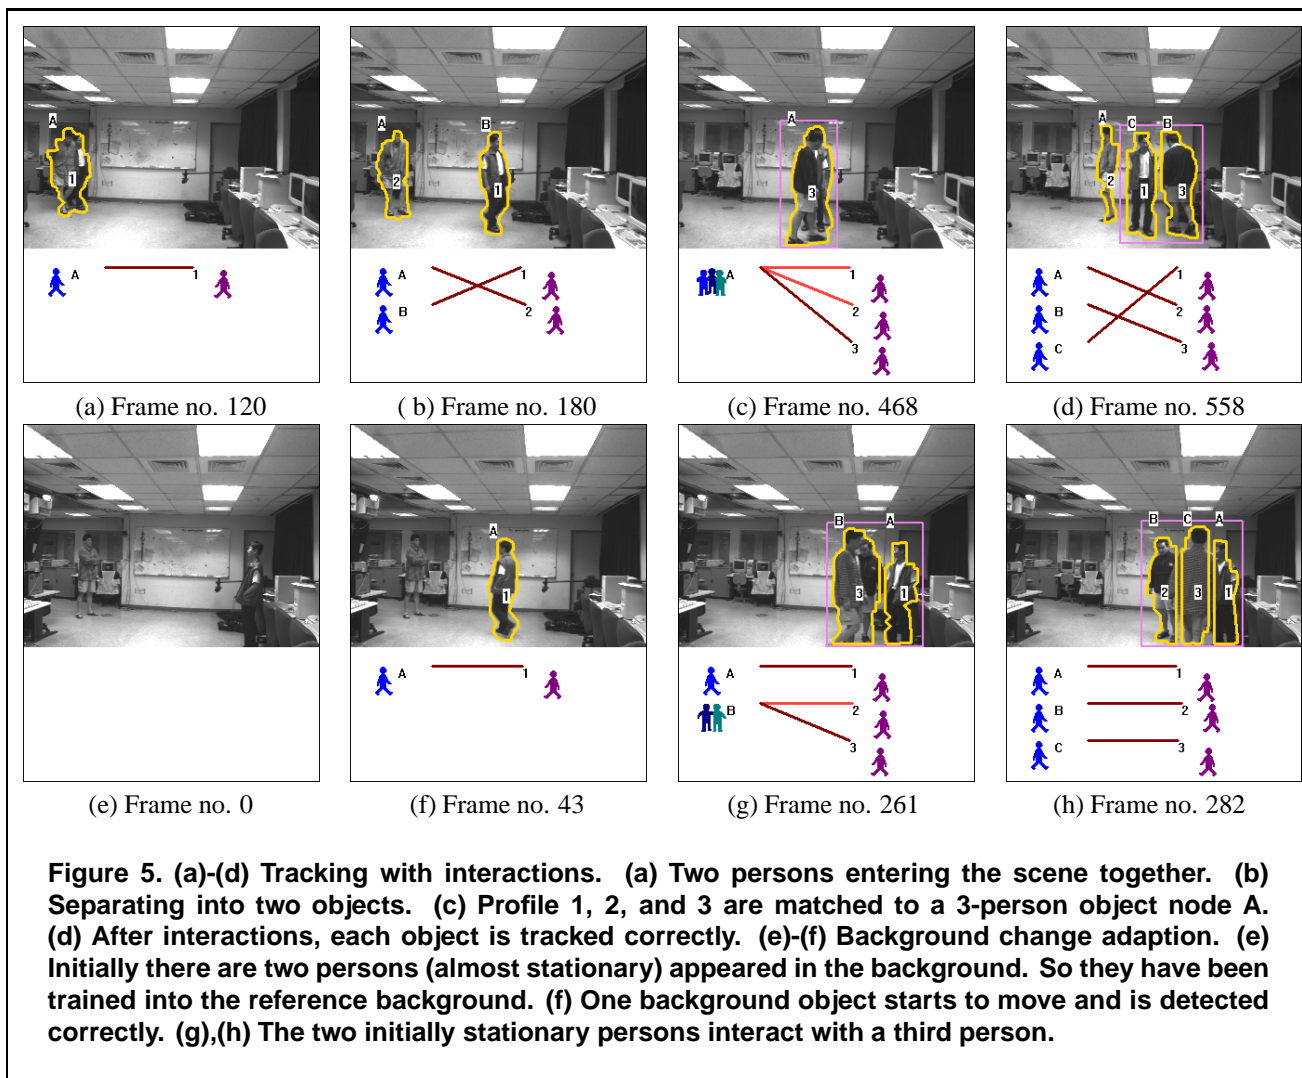 A
1
A 1
(a) Frame no. 120
A B
2 1
A 1
B 2
( b) Frame no. 180
A
3
A 1
2
3
(c) Frame no. 468
A C B
2 1 3
A 1
B 2
C 3
(d) Frame no. 558
(e) Frame no. 0
A
1
A 1
(f) Frame no. 43
B A
3 1
A 1
B 2
3
(g) Frame no. 261
B C A
2 3 1
A 1
B 2
C 3
(h) Frame no. 282
Figure 5. (a)-(d) Tracking with interactions. (a) Two persons entering the scene together. (b)
Separating into two objects. (c) Profile 1, 2, and 3 are matched to a 3-person object node A.
(d) After interactions, each object is tracked correctly. (e)-(f) Background change adaption. (e)
Initially there are two persons (almost stationary) appeared in the background. So they have been
trained into the reference background. (f) One background object starts to move and is detected
correctly. (g),(h) The two initially stationary persons interact with a third person.